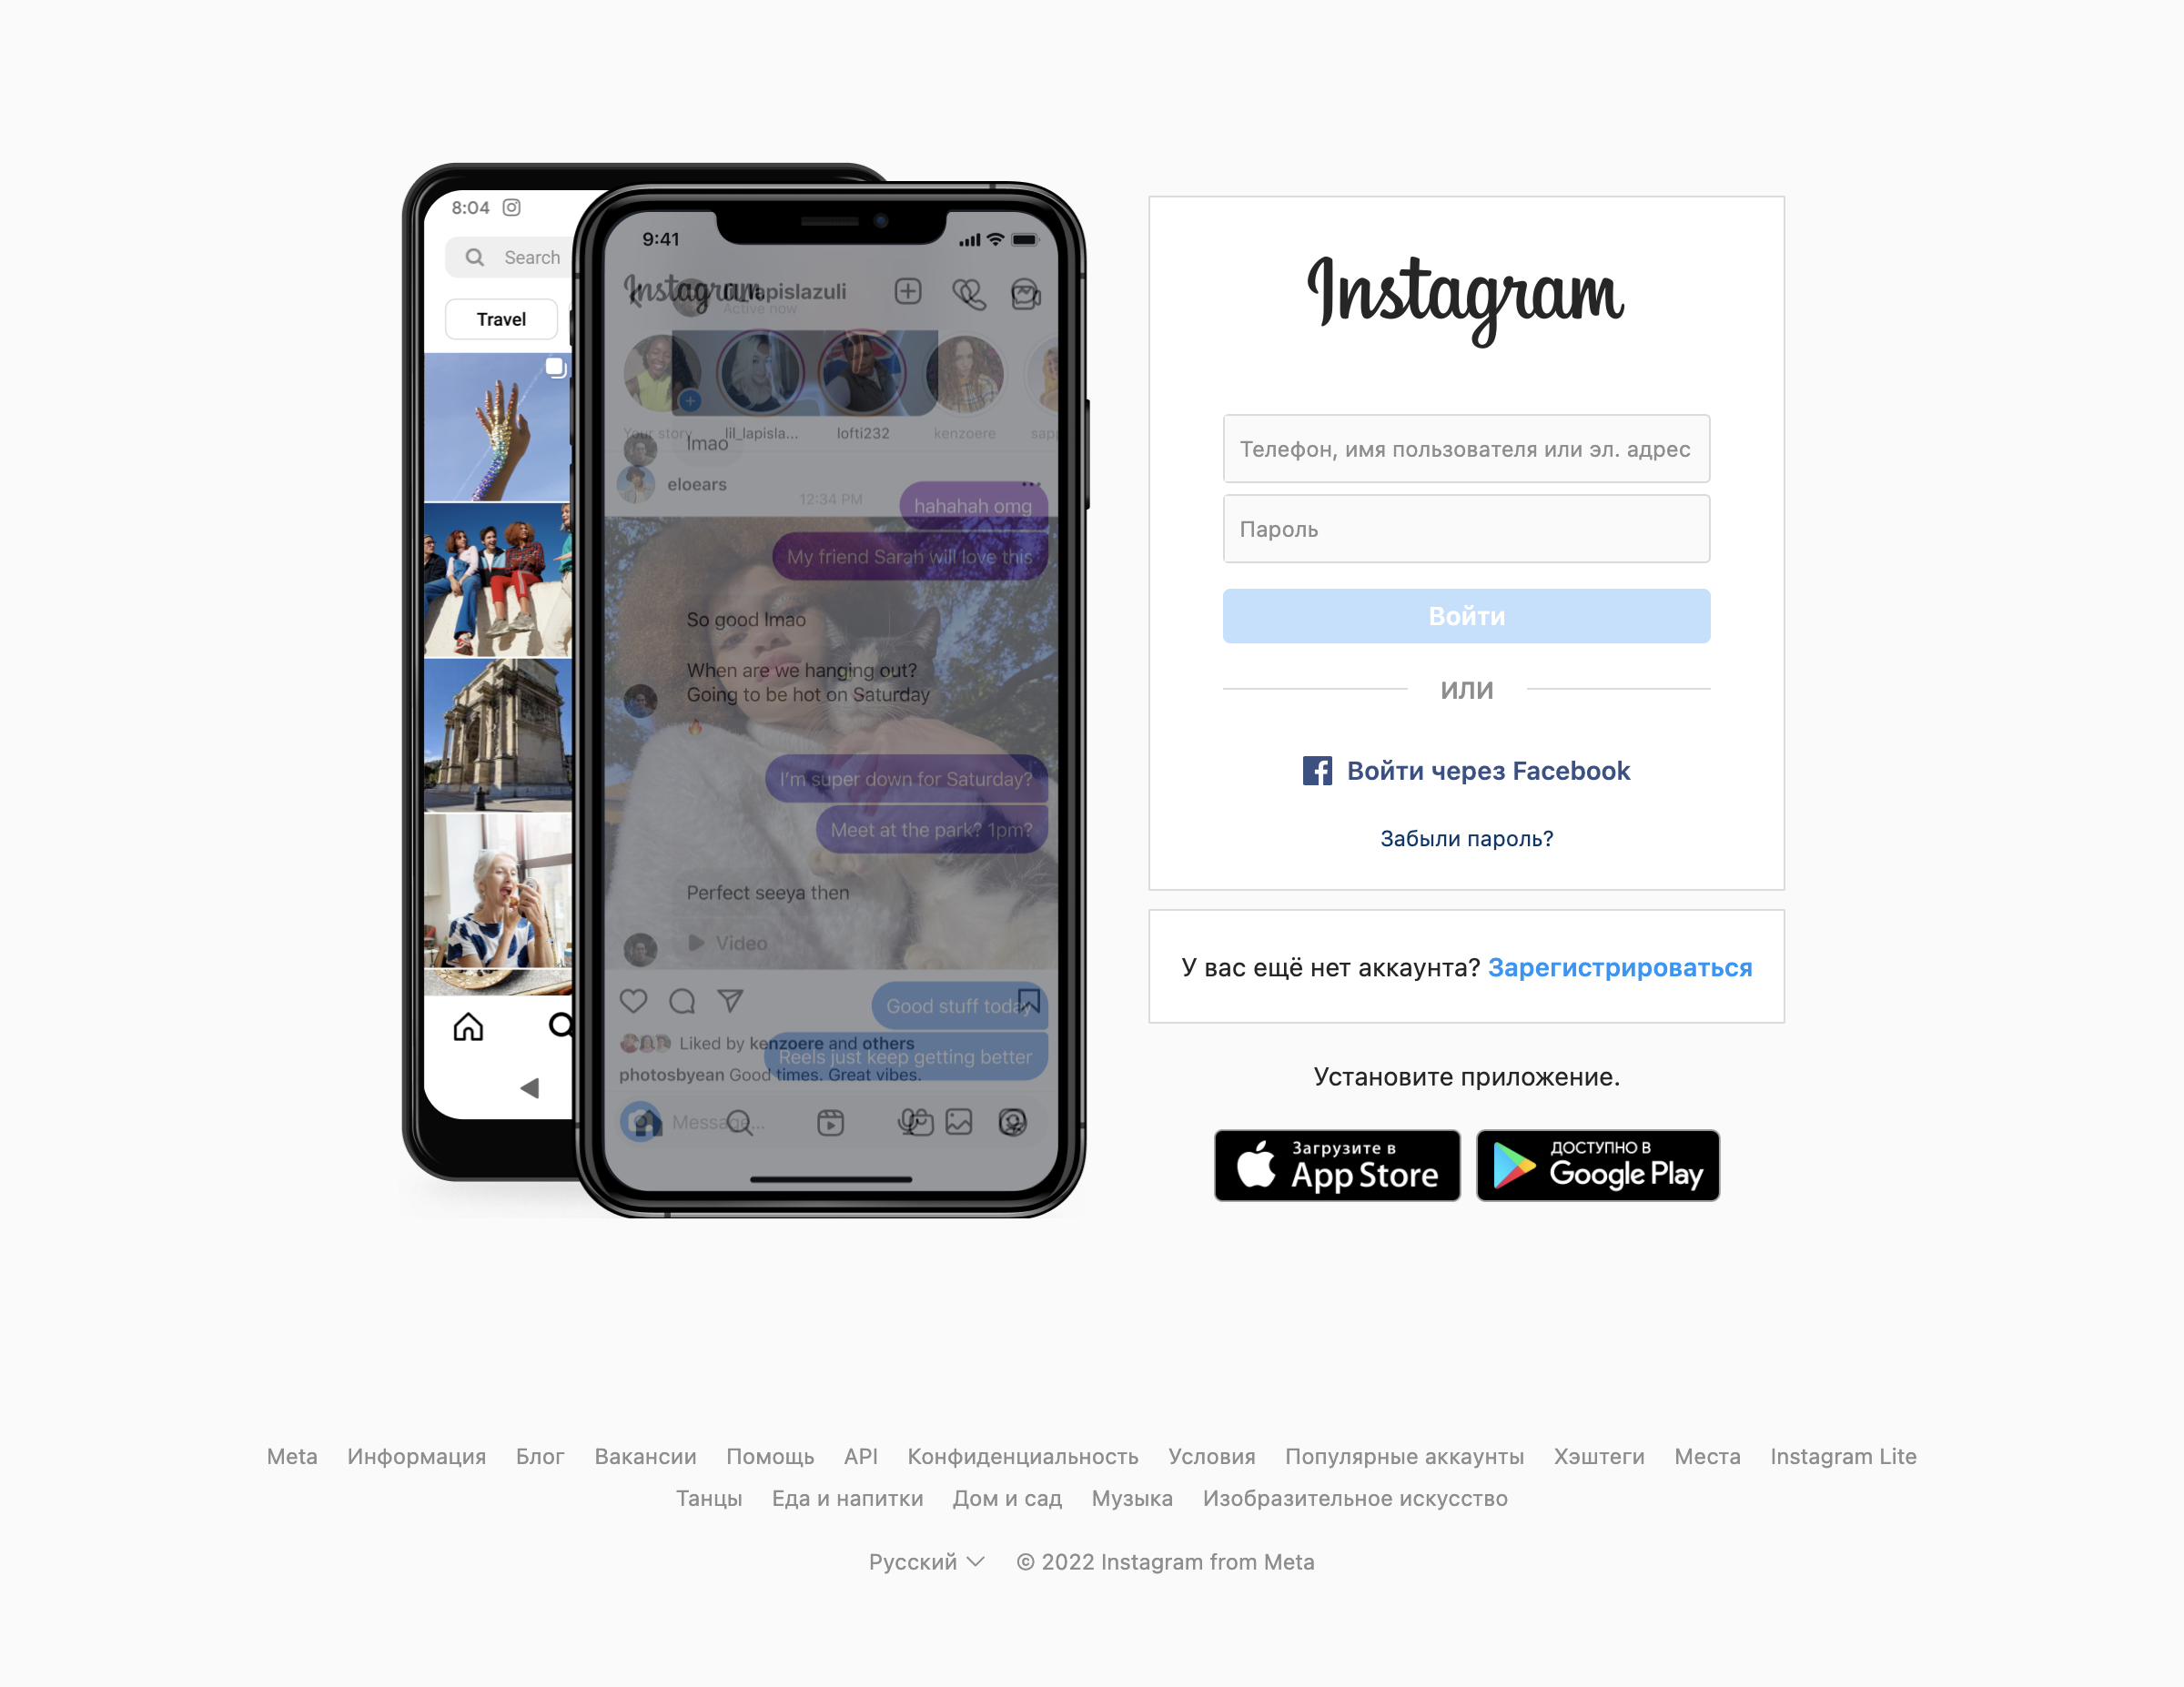 8:04
Search
Travel
9:41
Instagram
lil_lapislazuli
Active now
Your story
lil_lapisla...
lofti232
kenzoere
lmao
eloears
12:34 PM
hahahah omg
My friend Sarah will love this
So good lmao
When are we hanging out?
Going to be hot on Saturday
I'm super down for Saturday?
Meet at the park? 1pm?
Perfect seeya then
Video
Good stuff today
Liked by kenzoere and others
Reels just keep getting better
photosbyean Good times. Great vibes.
Message...
Instagram
Телефон, имя пользователя или эл. адрес
Пароль
Войти
ИЛИ
Войти через Facebook
Забыли пароль?
У вас ещё нет аккаунта? Зарегистрироваться
Установите приложение.
Загрузите в
App Store
ДОСТУПНО В
Google Play
Meta Информация Блог Вакансии Помощь API Конфиденциальность Условия Популярные аккаунты Хэштеги Места Instagram Lite
Танцы Еда и напитки Дом и сад Музыка Изобразительное искусство
Русский © 2022 Instagram from Meta